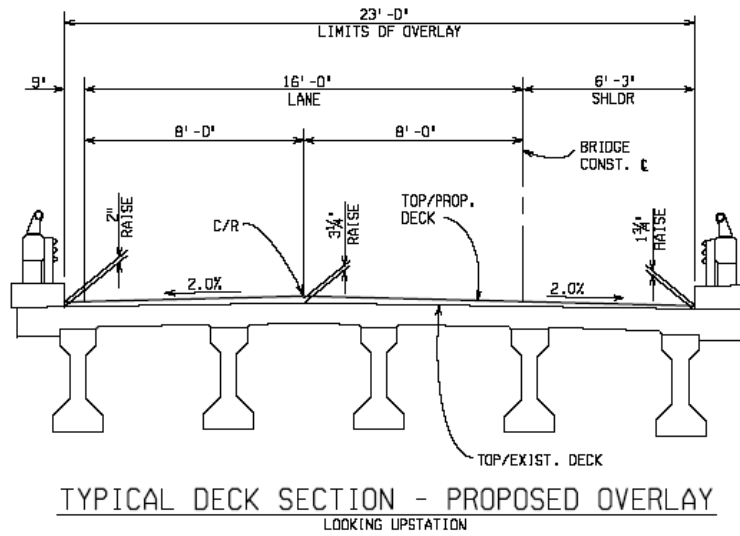 23'-0"
LIMITS OF OVERLAY
9"
16'-0"
LANE
6'-3"
SHLDR
8'-0"
8'-0"
BRIDGE
CONST. ℄
2"
RAISE
C/R
3¼"
RAISE
TOP/PROP.
DECK
1¾"
RAISE
2.0%
2.0%
TOP/EXIST. DECK
TYPICAL DECK SECTION - PROPOSED OVERLAY
LOOKING UPSTATION